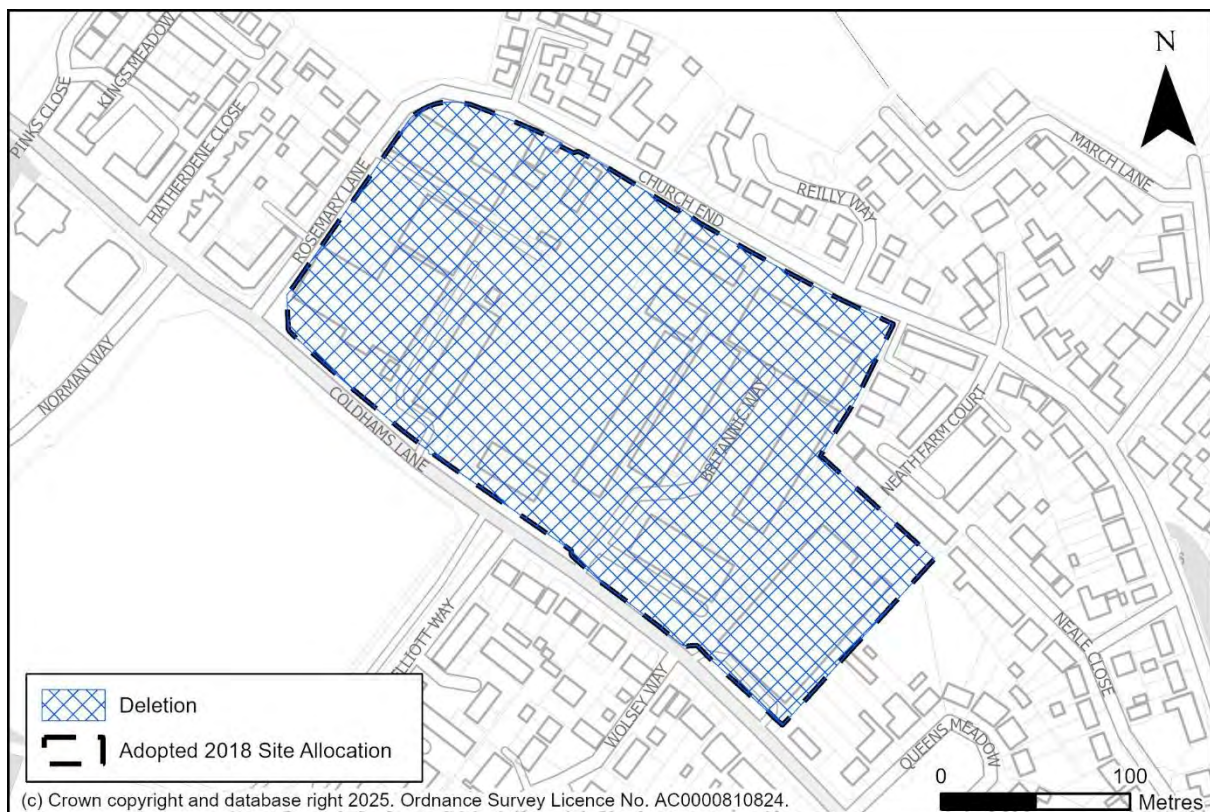 N
KINGS MEADOW
PINKS CLOSE
HATHERDENE CLOSE
MARCH LANE
ROSEMARY LANE
CHURCH END
REILLY WAY
NORMAN WAY
COLDHAMS LANE
BRITANNIC WAY
NEATH FARM COURT
ELLIOTT WAY
WOLSEY WAY
NEALE CLOSE
QUEENS MEADOW
Deletion
Adopted 2018 Site Allocation
0 100
Metres
(c) Crown copyright and database right 2025. Ordnance Survey Licence No. AC0000810824.